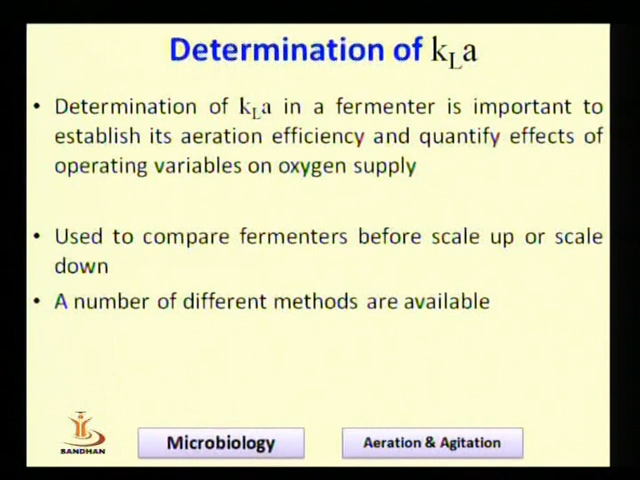 Determination of kLa
• Determination of kLa in a fermenter is important to
establish its aeration efficiency and quantify effects of
operating variables on oxygen supply
• Used to compare fermenters before scale up or scale
down
• A number of different methods are available
SANDHAN
Microbiology
Aeration & Agitation